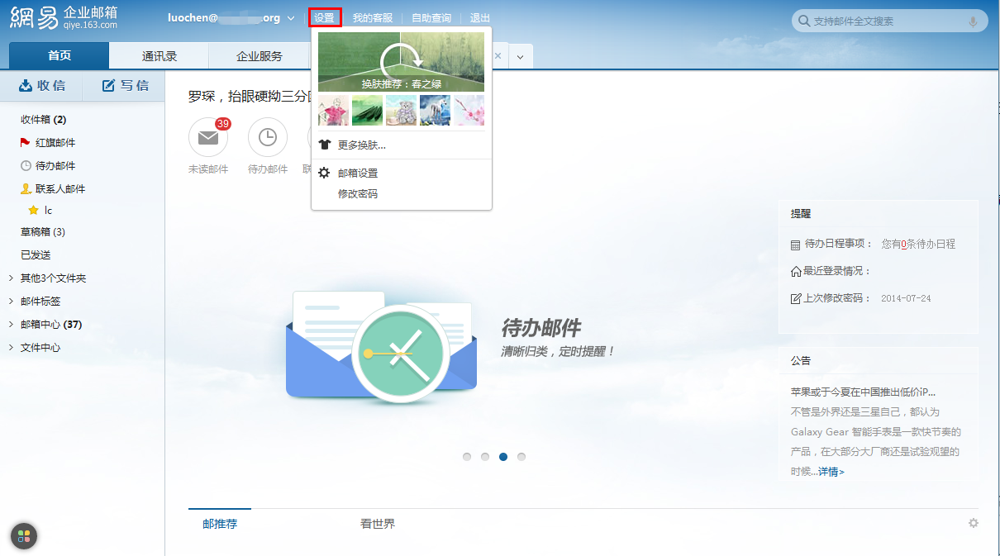 網易 企业邮箱
qiye.163.com
luochen@ .org 设置 我的客服 自助查询 退出
支持邮件全文搜索
首页 通讯录 企业服务
收信 写信
罗琛，抬眼硬拗三分
换肤推荐：春之绿
更多换肤...
邮箱设置
修改密码
39
未读邮件 待办邮件 联
收件箱 (2)
红旗邮件
待办邮件
联系人邮件
lc
草稿箱 (3)
已发送
其他3个文件夹
邮件标签
邮箱中心 (37)
文件中心
待办邮件
清晰归类，定时提醒！
提醒
待办日程事项： 您有0条待办日程
最近登录情况：
上次修改密码： 2014-07-24
公告
苹果或于今夏在中国推出低价iP...
不管是外界还是三星自己，都认为
Galaxy Gear 智能手表是一款快节奏的
产品，在大部分大厂商还是试验观望的
时候...详情>
邮推荐 看世界